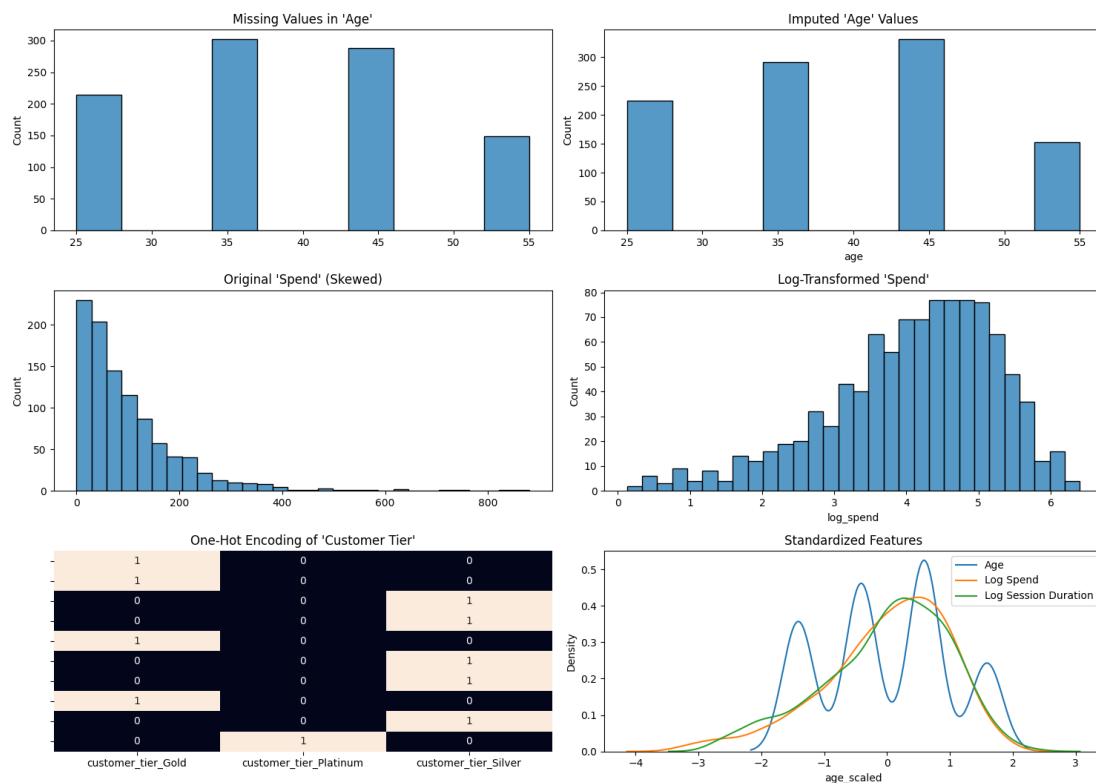 Missing Values in 'Age'
Count
300
250
200
150
100
50
0
25 30 35 40 45 50 55
Imputed 'Age' Values
Count
300
250
200
150
100
50
0
25 30 35 40 45 50 55
age
Original 'Spend' (Skewed)
Count
200
150
100
50
0
0 200 400 600 800
Log-Transformed 'Spend'
Count
80
70
60
50
40
30
20
10
0
0 1 2 3 4 5 6
log_spend
One-Hot Encoding of 'Customer Tier'
1 0 0
1 0 0
0 0 1
0 0 1
1 0 0
0 0 1
0 0 1
1 0 0
0 0 1
0 1 0
customer_tier_Gold customer_tier_Platinum customer_tier_Silver
Standardized Features
Age
Log Spend
Log Session Duration
Density
0.5
0.4
0.3
0.2
0.1
0.0
−4 −3 −2 −1 0 1 2 3
age_scaled